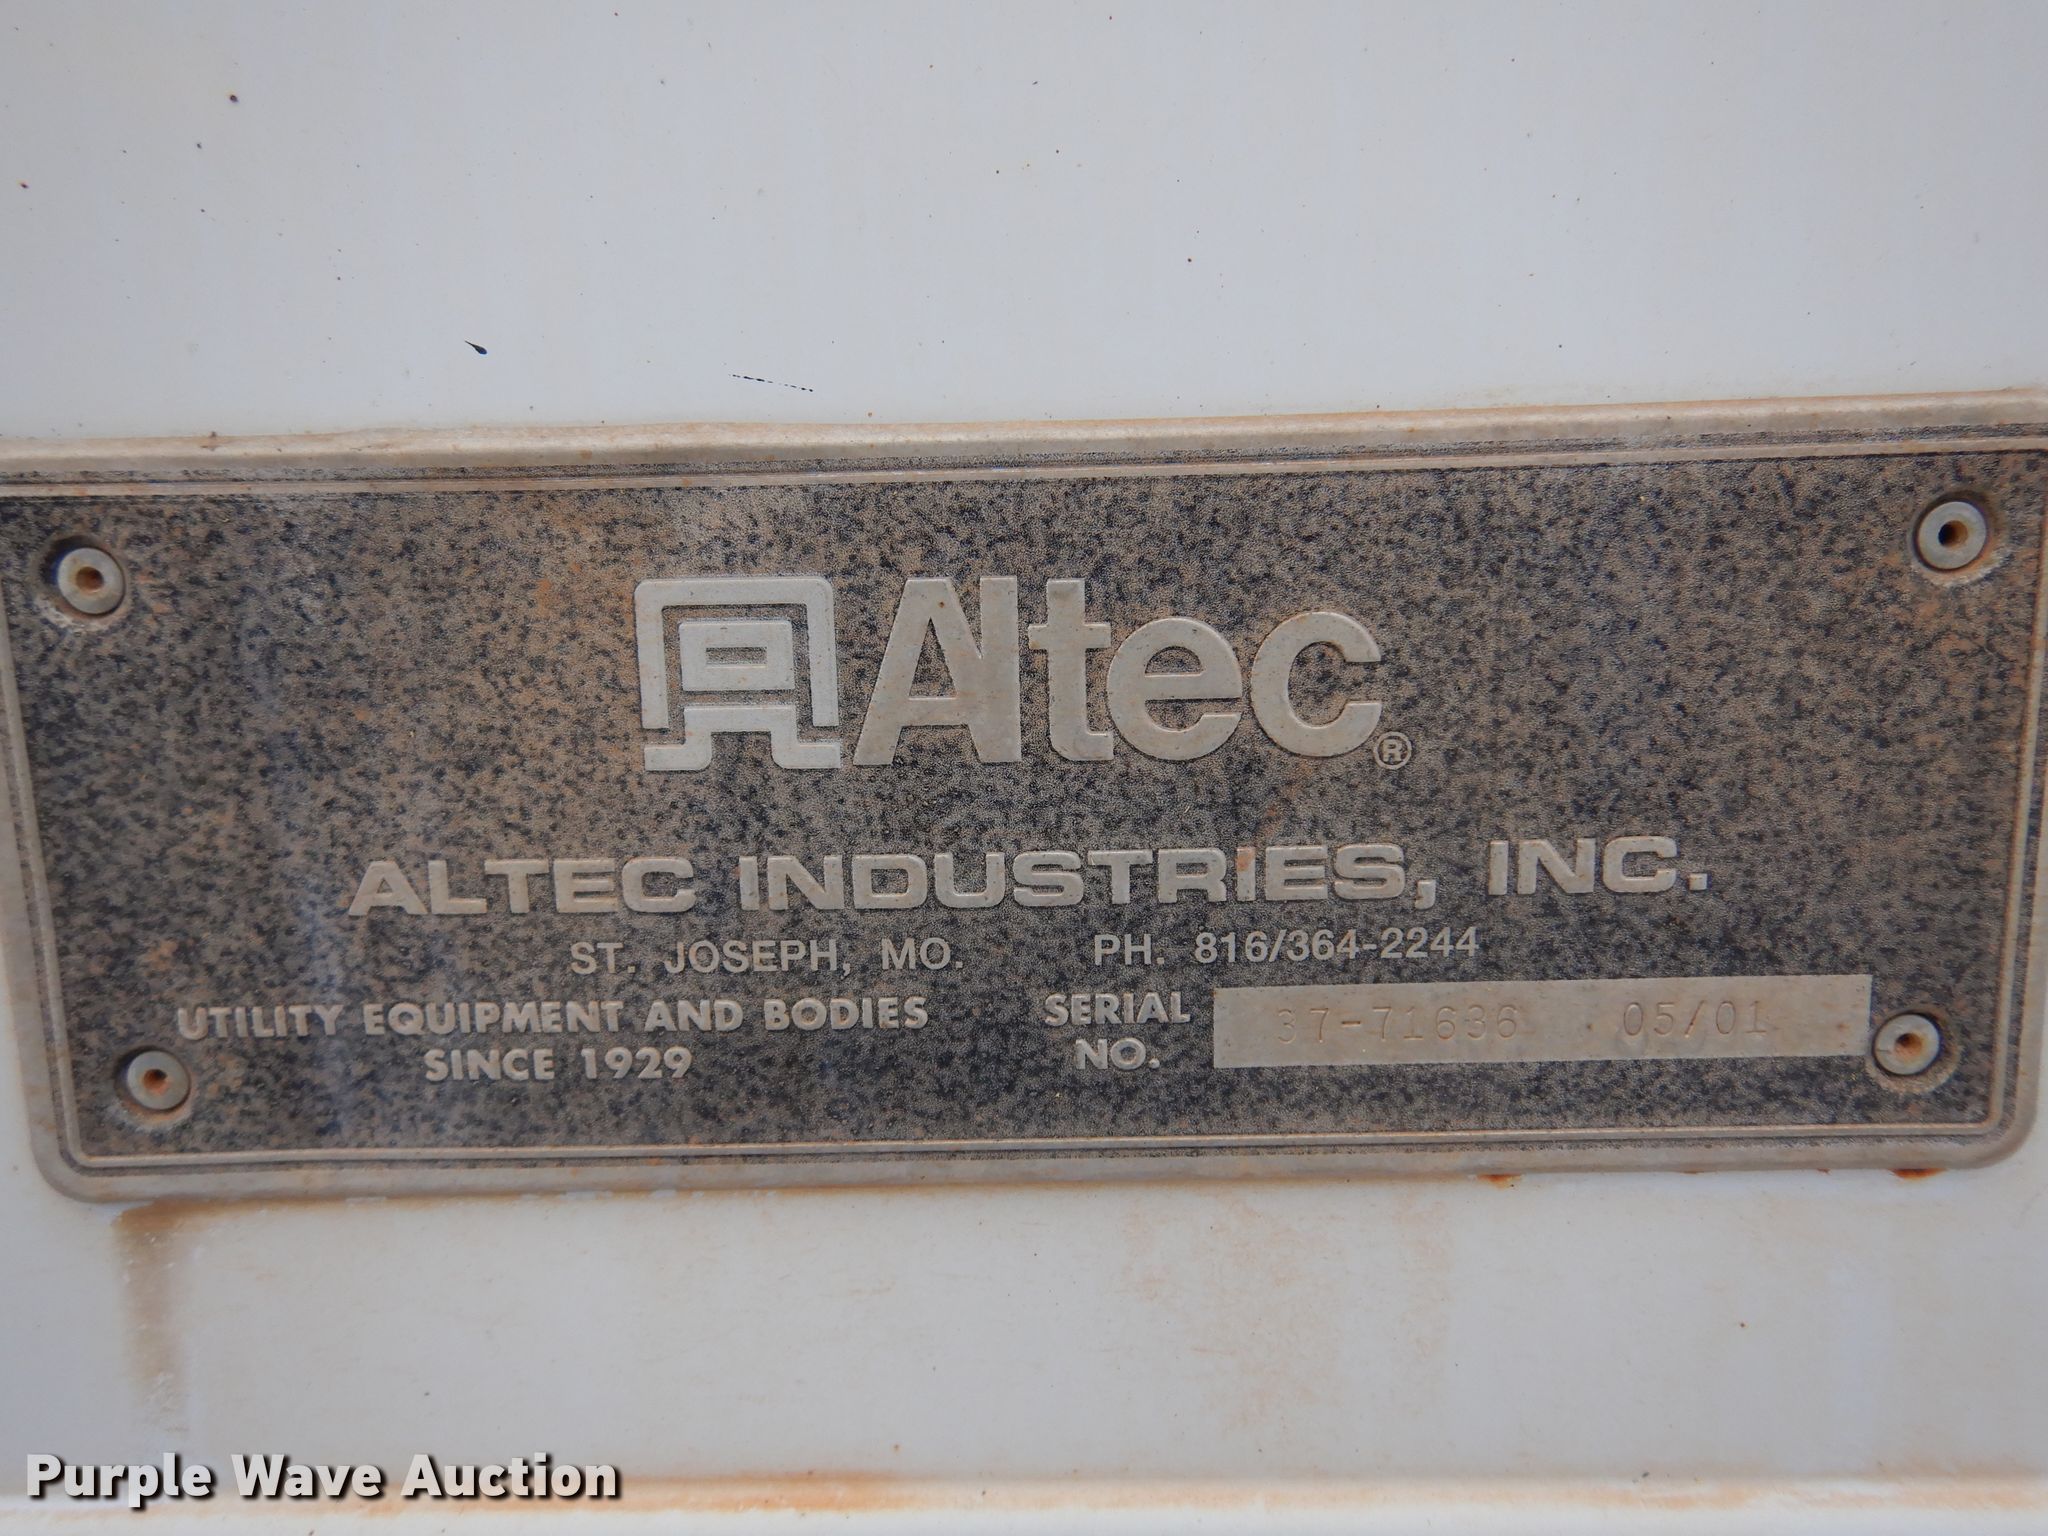 Altec®
ALTEC INDUSTRIES, INC.
ST. JOSEPH, MO. PH. 816/364-2244
UTILITY EQUIPMENT AND BODIES
SINCE 1929
SERIAL NO. 37-71636 05/01
Purple Wave Auction